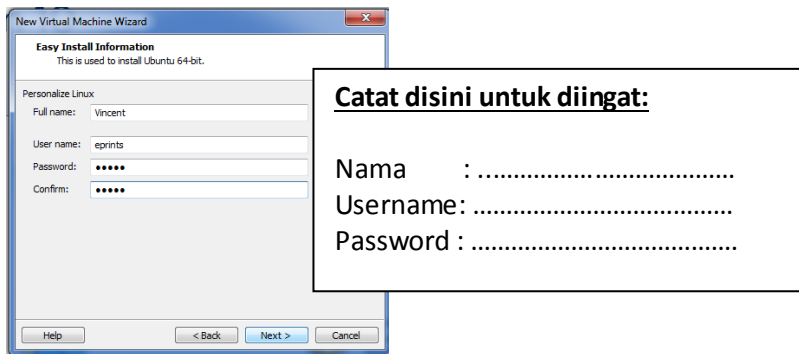 New Virtual Machine Wizard
Easy Install Information
This is used to install Ubuntu 64-bit.
Personalize Linux
Full name: Vincent
User name: eprints
Password: •••••
Confirm: •••••
Help < Back Next > Cancel
Catat disini untuk diingat:
Nama : ......................................
Username: .......................................
Password : ........................................